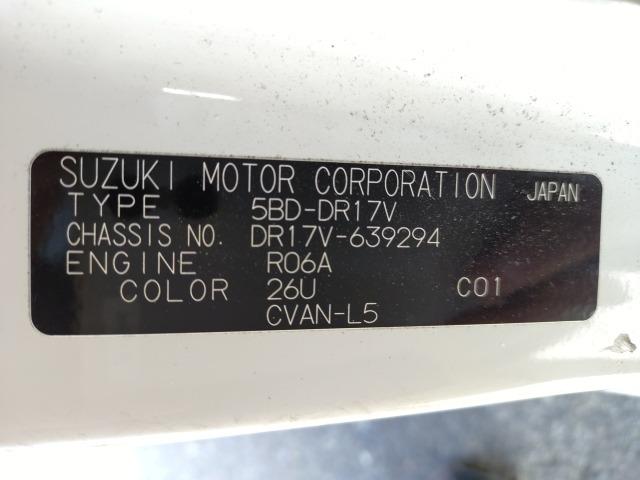 SUZUKI MOTOR CORPORATION JAPAN
TYPE 5BD-DR17V
CHASSIS NO. DR17V-639294
ENGINE R06A
COLOR 26U C01
CVAN-L5